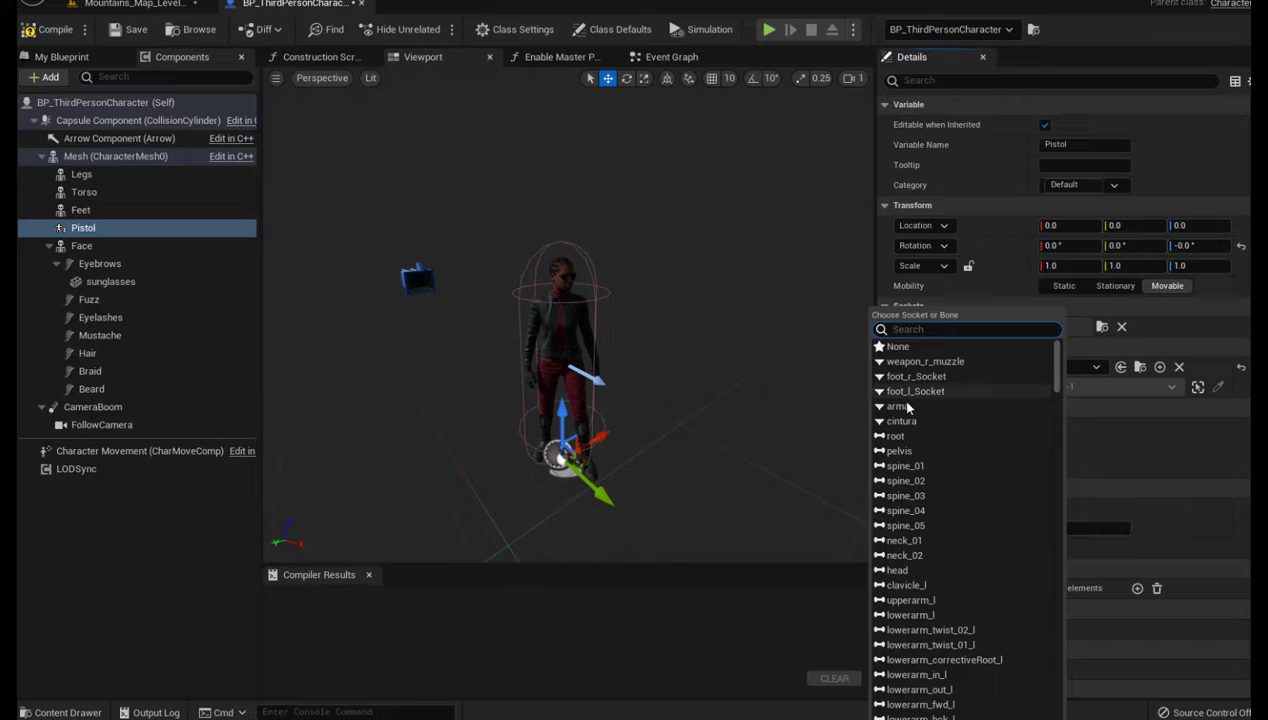 Mountains_Map_Level...
BP_ThirdPersonCharac...
Parent class: Character
Compile
Save
Browse
Diff
Find
Hide Unrelated
Class Settings
Class Defaults
Simulation
BP_ThirdPersonCharacter
My Blueprint
Components
Construction Scr...
Viewport
Enable Master P...
Event Graph
Details
Add
Search
Perspective
Lit
10
10°
0.25
1
Search
BP_ThirdPersonCharacter (Self)
Capsule Component (CollisionCylinder)
Edit in C
Arrow Component (Arrow)
Edit in C++
Mesh (CharacterMesh0)
Edit in C++
Legs
Torso
Feet
Pistol
Face
Eyebrows
sunglasses
Fuzz
Eyelashes
Mustache
Hair
Braid
Beard
CameraBoom
FollowCamera
Character Movement (CharMoveComp)
Edit in
LODSync
Variable
Editable when Inherited
Variable Name
Pistol
Tooltip
Category
Default
Transform
Location
0.0
0.0
0.0
Rotation
0.0 °
0.0 °
-0.0 °
Scale
1.0
1.0
1.0
Mobility
Static
Stationary
Movable
Choose Socket or Bone
Search
None
weapon_r_muzzle
foot_r_Socket
foot_l_Socket
arma
cintura
root
pelvis
spine_01
spine_02
spine_03
spine_04
spine_05
neck_01
neck_02
head
clavicle_l
upperarm_l
lowerarm_l
lowerarm_twist_02_l
lowerarm_twist_01_l
lowerarm_correctiveRoot_l
lowerarm_in_l
lowerarm_out_l
lowerarm_fwd_l
-1
elements
Compiler Results
CLEAR
Content Drawer
Output Log
Cmd
Enter Console Command
Source Control Off